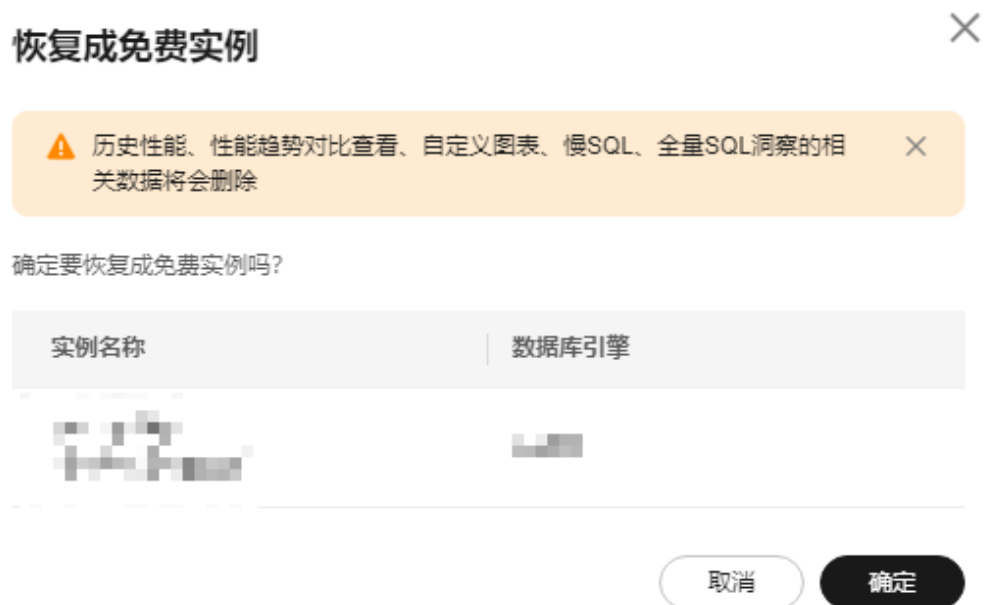 恢复成免费实例
历史性能、性能趋势对比查看、自定义图表、慢SQL、全量SQL洞察的相
关数据将会删除
确定要恢复成免费实例吗？
实例名称
数据库引擎
取消
确定